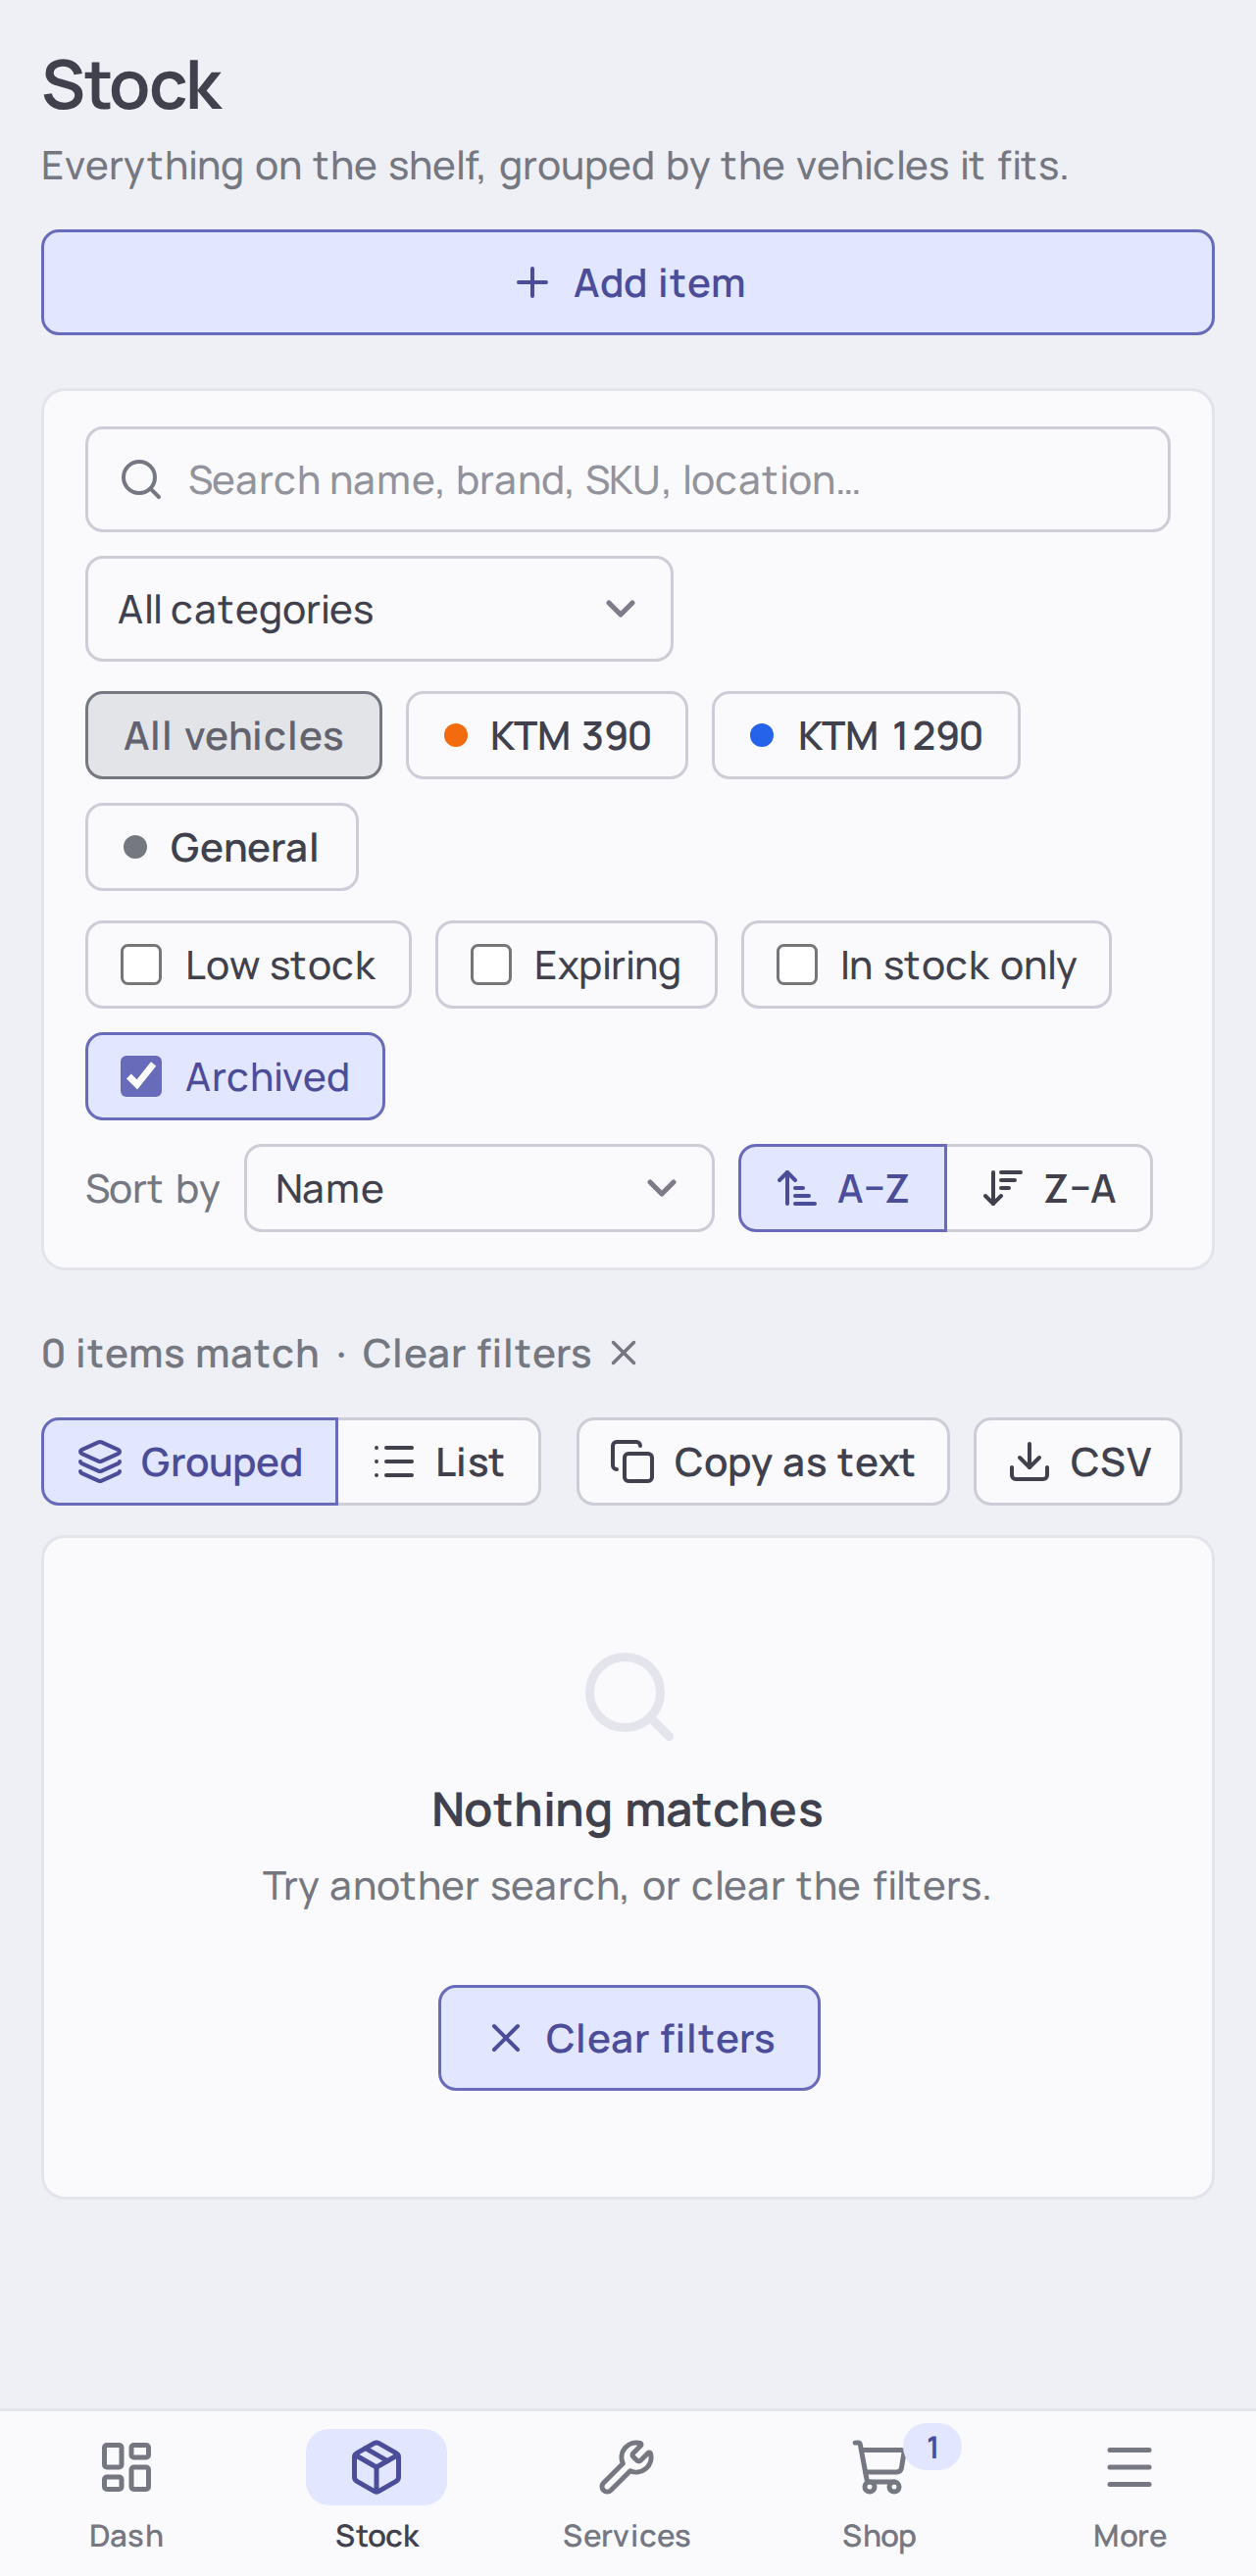 Stock
Everything on the shelf, grouped by the vehicles it fits.
Add item
Search name, brand, SKU, location...
All categories
All vehicles KTM 390 KTM 1290
General
Low stock Expiring In stock only
Archived
Sort by Name A–Z Z–A
0 items match · Clear filters
Grouped List Copy as text CSV
Nothing matches
Try another search, or clear the filters.
Clear filters
1
Dash Stock Services Shop More